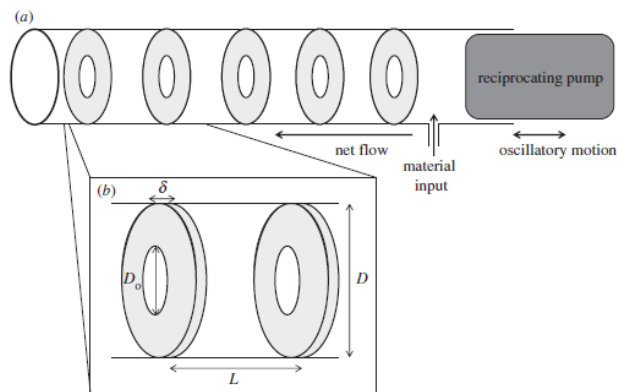 (a)
reciprocating pump
net flow
material
input
oscillatory motion
(b)
δ
Dₒ
D
L